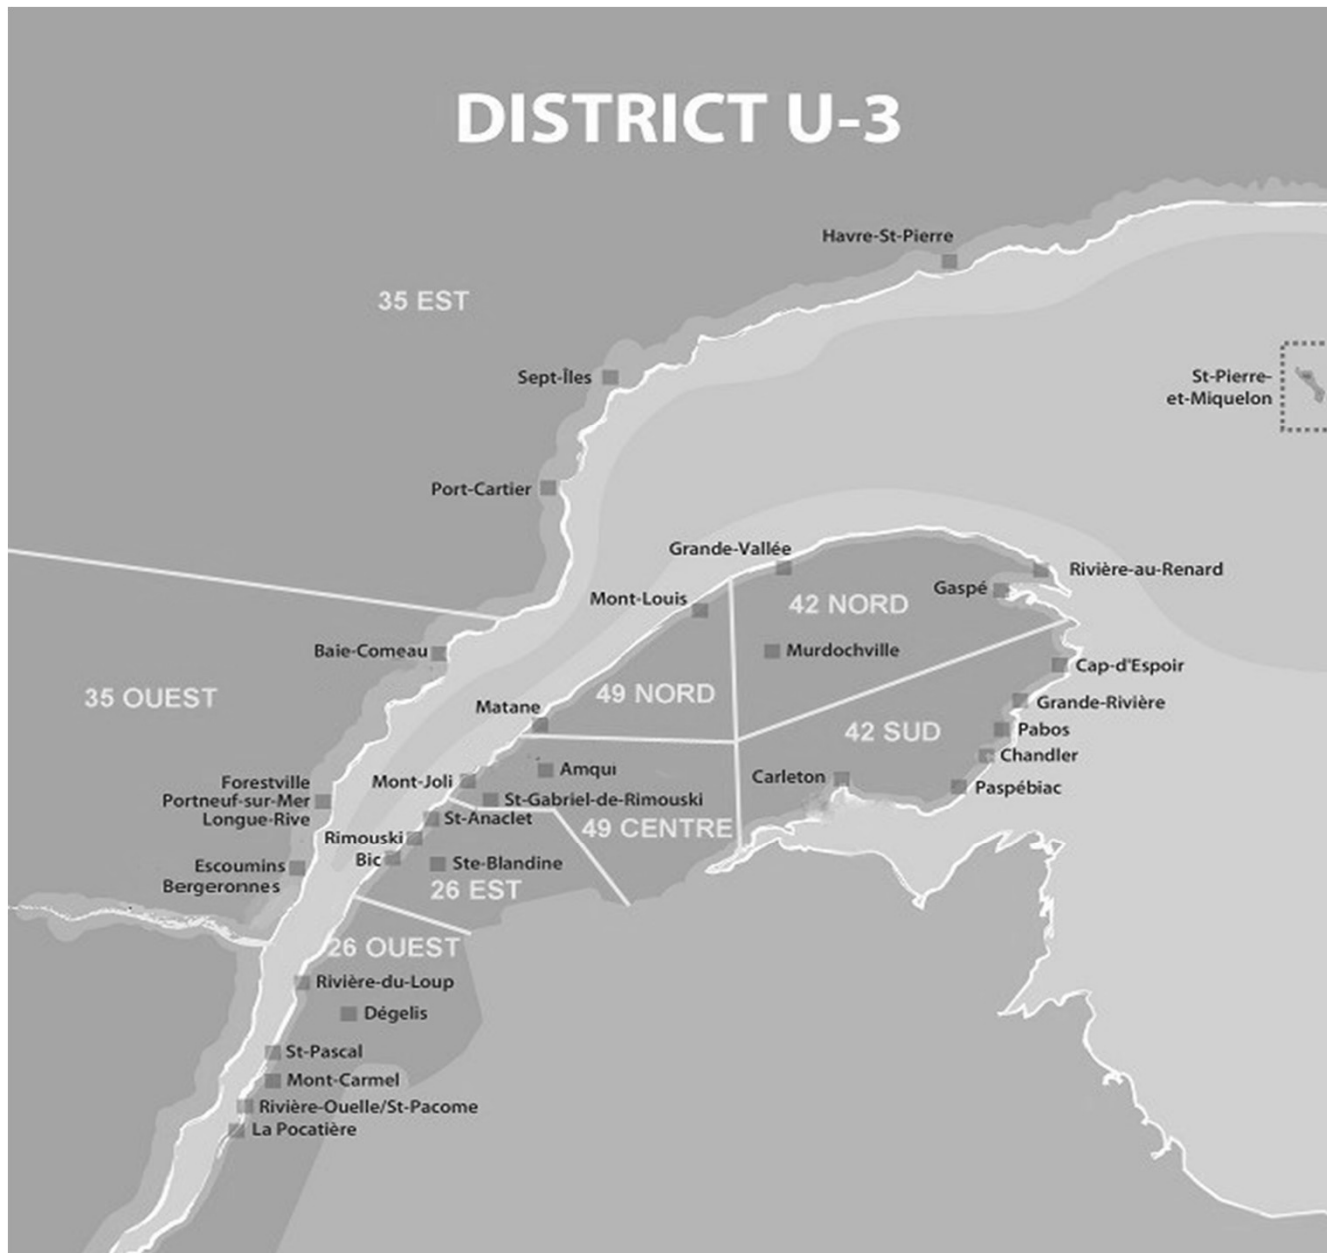 DISTRICT U-3
Havre-St-Pierre
35 EST
Sept-Îles
St-Pierre-
et-Miquelon
Port-Cartier
Grande-Vallée
Rivière-au-Renard
Gaspé
Mont-Louis
42 NORD
Baie-Comeau
Murdochville
Cap-d'Espoir
35 OUEST
49 NORD
Grande-Rivière
Matane
Pabos
42 SUD
Chandler
Amqui
Carleton
Mont-Joli
Forestville
Portneuf-sur-Mer
Longue-Rive
Paspébiac
St-Gabriel-de-Rimouski
St-Anaclet
49 CENTRE
Rimouski
Bic
Ste-Blandine
Escoumins
Bergeronnes
26 EST
26 OUEST
Rivière-du-Loup
Dégelis
St-Pascal
Mont-Carmel
Rivière-Ouelle/St-Pacome
La Pocatière